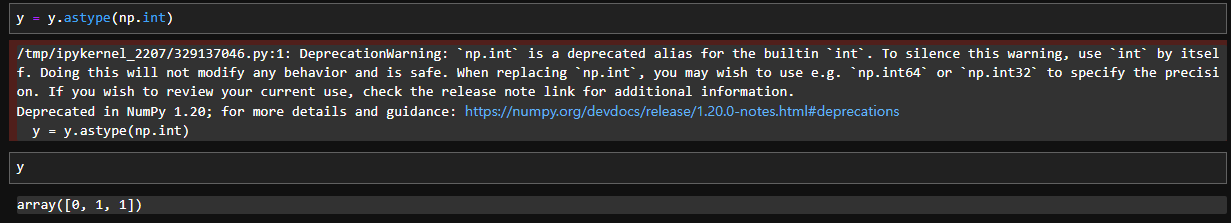 y = y.astype(np.int)
/tmp/ipykernel_2207/329137046.py:1: DeprecationWarning: `np.int` is a deprecated alias for the builtin `int`. To silence this warning, use `int` by itsel
f. Doing this will not modify any behavior and is safe. When replacing `np.int`, you may wish to use e.g. `np.int64` or `np.int32` to specify the precisi
on. If you wish to review your current use, check the release note link for additional information.
Deprecated in NumPy 1.20; for more details and guidance: https://numpy.org/devdocs/release/1.20.0-notes.html#deprecations
  y = y.astype(np.int)
y
array([0, 1, 1])